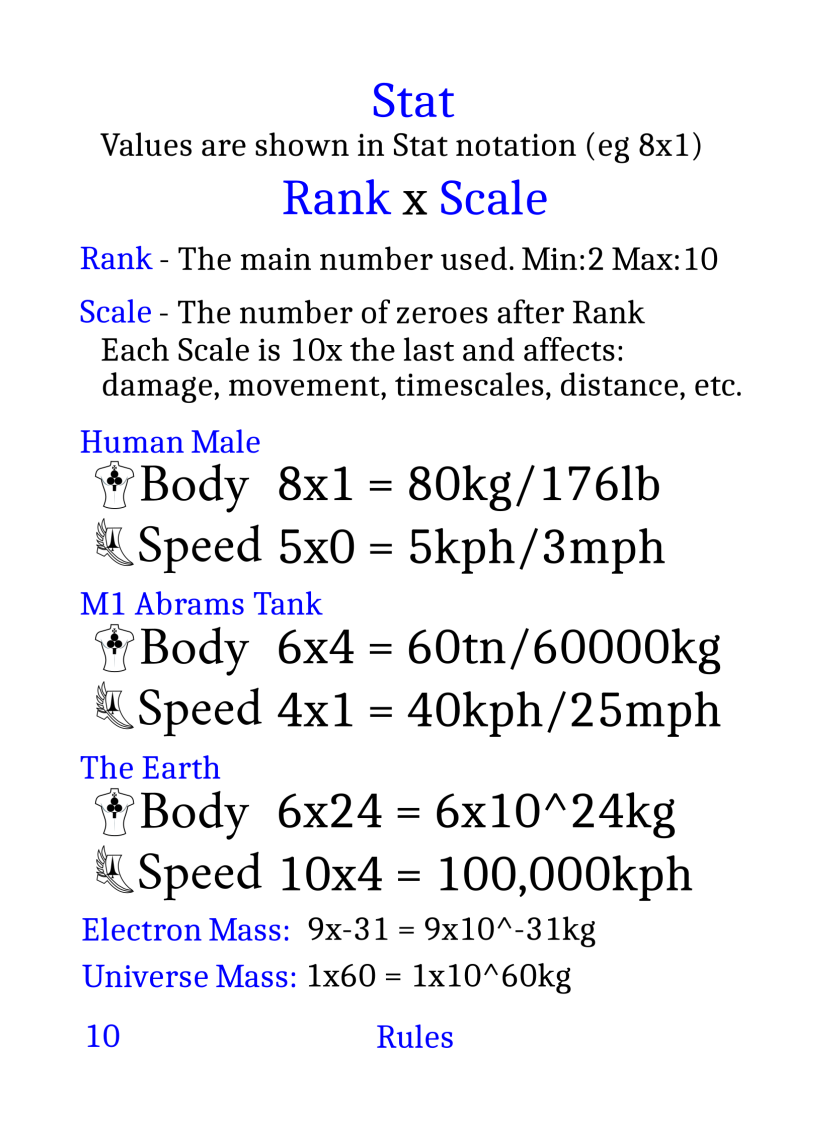 Stat
Values are shown in Stat notation (eg 8x1)
Rank x Scale
Rank - The main number used. Min:2 Max:10
Scale - The number of zeroes after Rank
Each Scale is 10x the last and affects:
damage, movement, timescales, distance, etc.
Human Male
Body 8x1 = 80kg/176lb
Speed 5x0 = 5kph/3mph
M1 Abrams Tank
Body 6x4 = 60tn/60000kg
Speed 4x1 = 40kph/25mph
The Earth
Body 6x24 = 6x10^24kg
Speed 10x4 = 100,000kph
Electron Mass: 9x-31 = 9x10^-31kg
Universe Mass: 1x60 = 1x10^60kg
10 Rules